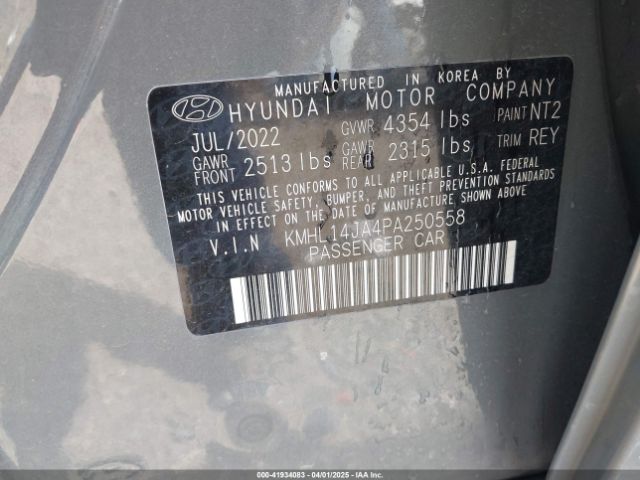 MANUFACTURED IN KOREA BY
HYUNDAI MOTOR COMPANY
JUL/2022 GVWR 4354 lbs PAINT NT2
GAWR FRONT 2513 lbs GAWR REAR 2315 lbs TRIM REY
THIS VEHICLE CONFORMS TO ALL APPLICABLE U.S.A. FEDERAL
MOTOR VEHICLE SAFETY, BUMPER, AND THEFT PREVENTION STANDARDS
IN EFFECT ON THE DATE OF MANUFACTURE SHOWN ABOVE.
V.I.N KMHL14JA4PA250558
PASSENGER CAR
00-41934083 - 04/01/2025 - IAA Inc.